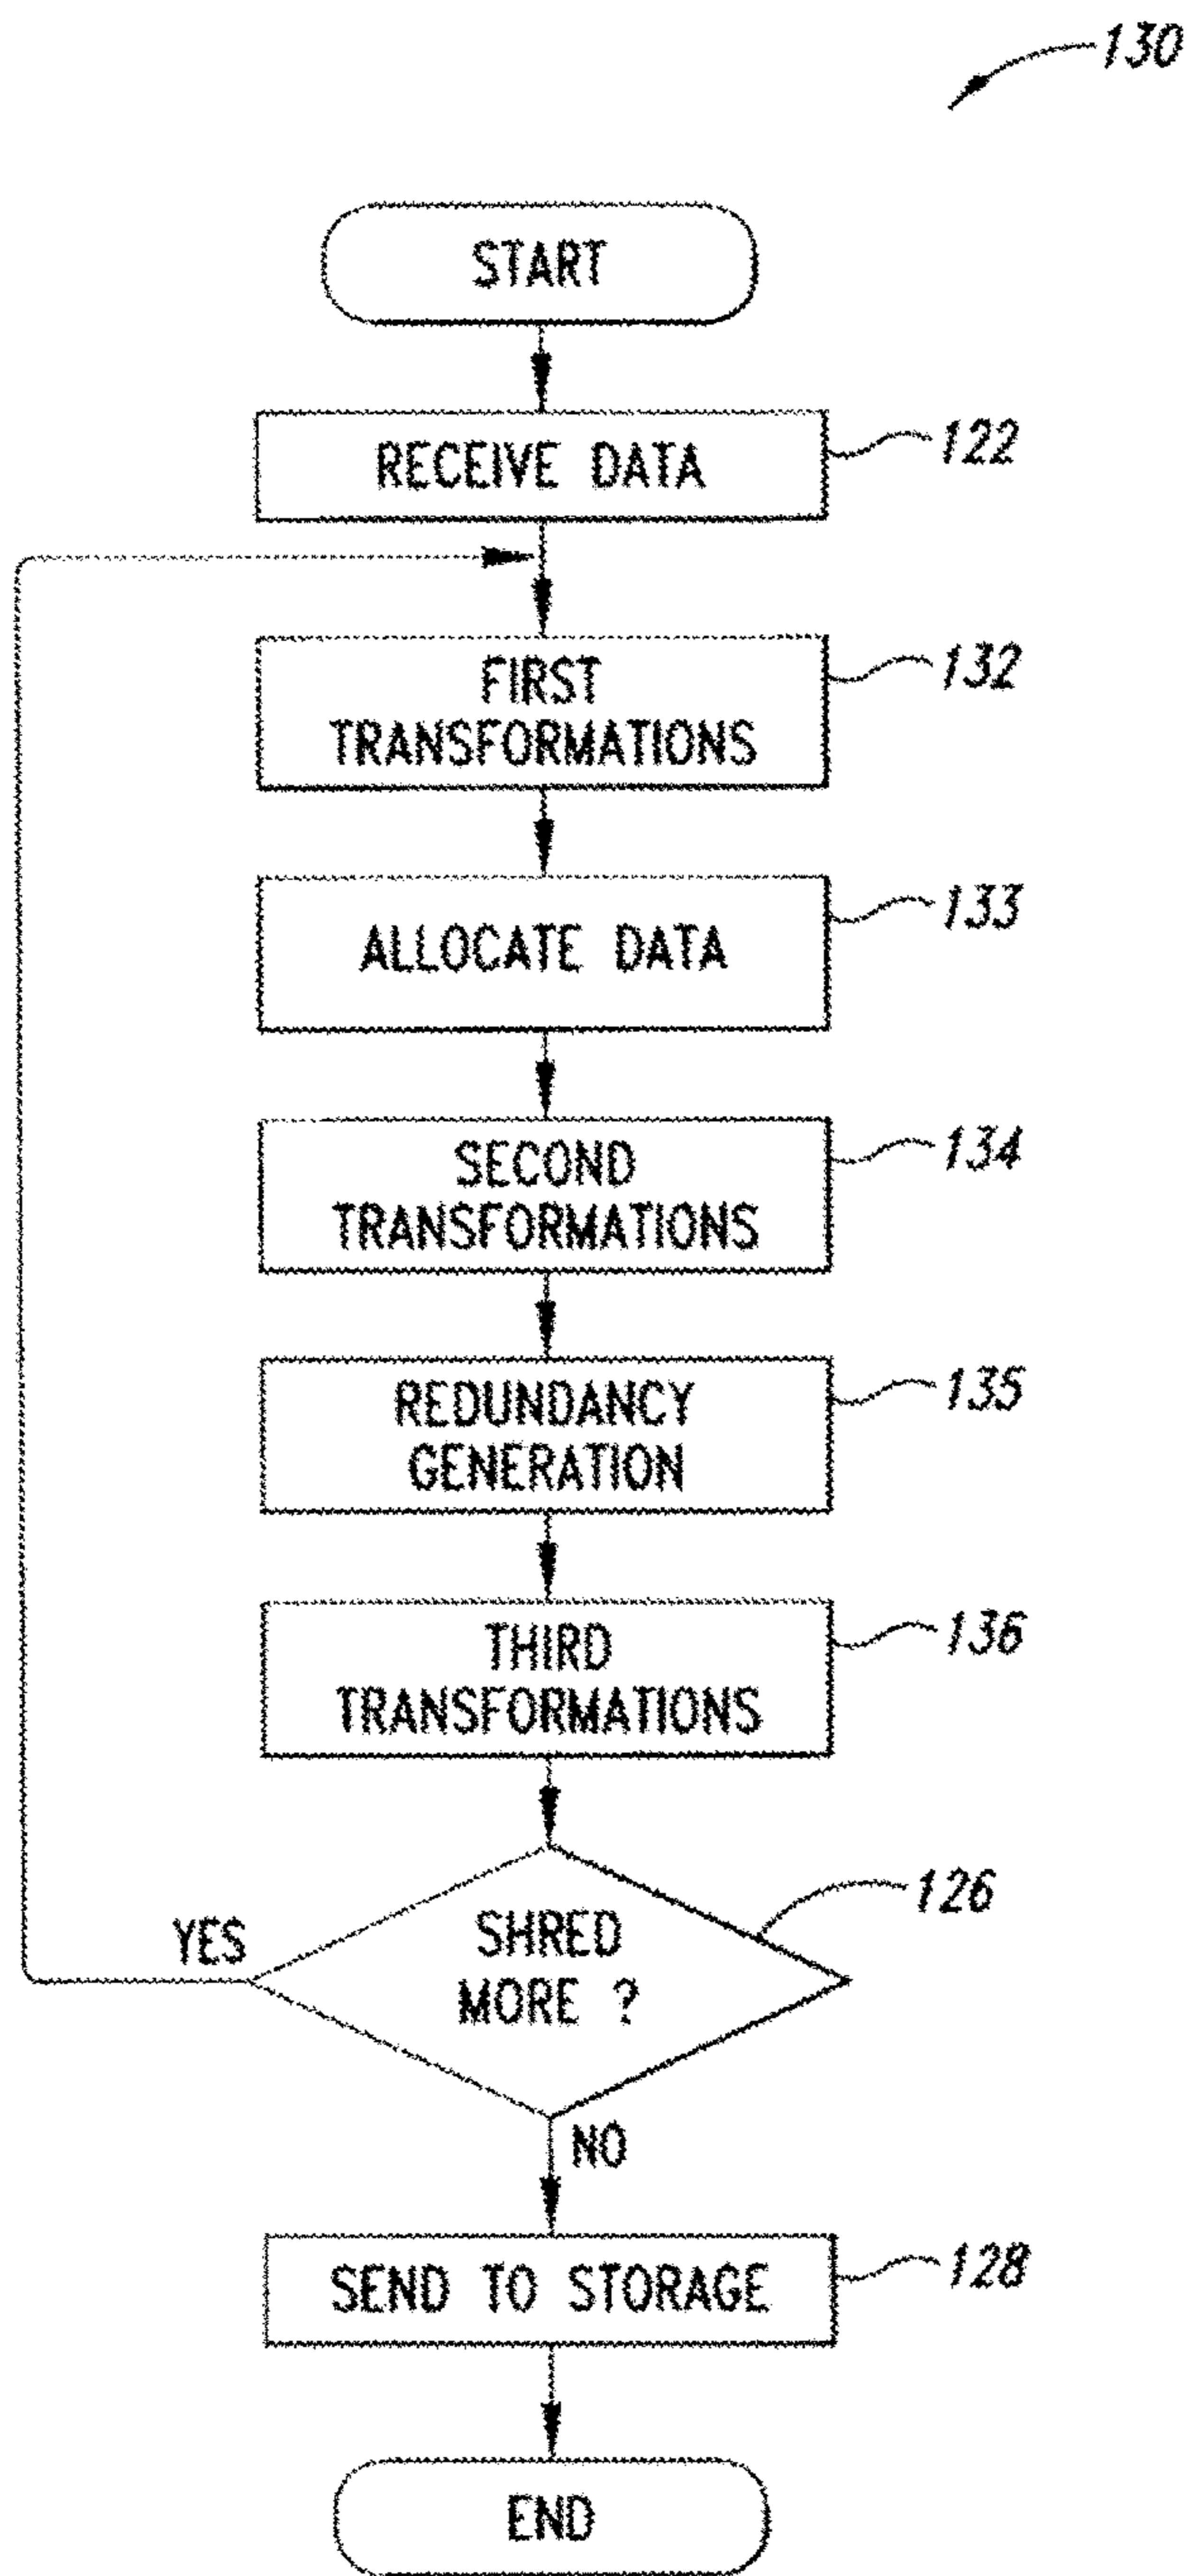 130
START
RECEIVE DATA
122
FIRST
TRANSFORMATIONS
132
ALLOCATE DATA
133
SECOND
TRANSFORMATIONS
134
REDUNDANCY
GENERATION
135
THIRD
TRANSFORMATIONS
136
SHRED
MORE ?
126
YES
NO
SEND TO STORAGE
128
END